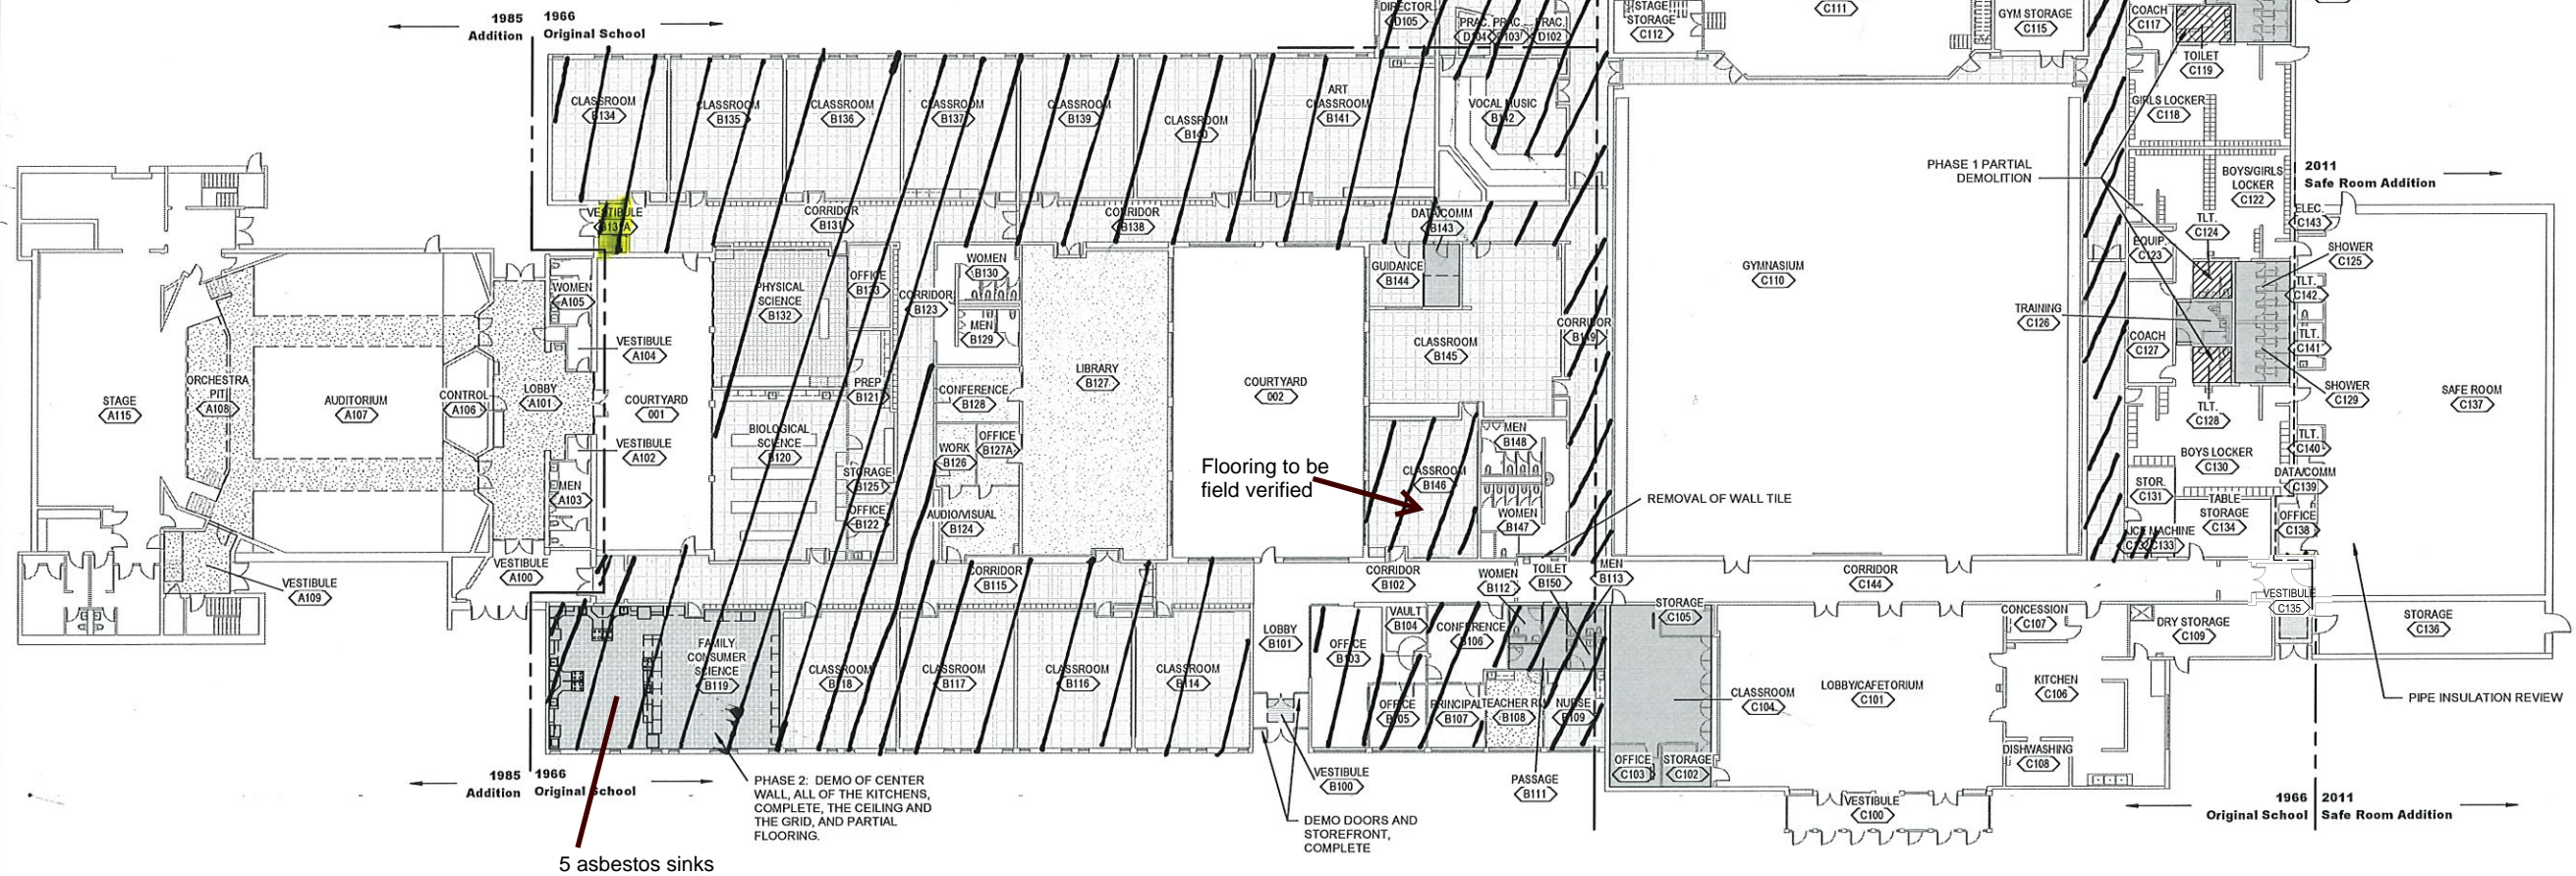 1985
Addition
1966
Original School
DIRECTOR
D105
PRAC.
D104
PRAC.
D103
PRAC.
D102
STAGE
STORAGE
C112
C111
GYM STORAGE
C115
COACH
C117
TOILET
C119
GIRLS LOCKER
C118
CLASSROOM
B134
CLASSROOM
B135
CLASSROOM
B136
CLASSROOM
B137
CLASSROOM
B139
CLASSROOM
B140
ART
CLASSROOM
B141
VOCAL MUSIC
B142
PHASE 1 PARTIAL
DEMOLITION
2011
Safe Room Addition
BOYS/GIRLS
LOCKER
C122
VESTIBULE
B131A
CORRIDOR
B131
CORRIDOR
B138
DATA/COMM
B143
ELEC.
C143
TLT.
C124
EQUIP.
C123
SHOWER
C125
WOMEN
A105
PHYSICAL
SCIENCE
B132
OFFICE
B133
CORRIDOR
B123
WOMEN
B130
GUIDANCE
B144
GYMNASIUM
C110
TLT.
C142
TRAINING
C126
MEN
B129
CORRIDOR
B149
VESTIBULE
A104
CLASSROOM
B145
COACH
C127
TLT.
C141
STAGE
A115
ORCHESTRA
PIT
A108
AUDITORIUM
A107
CONTROL
A106
LOBBY
A101
COURTYARD
001
PREP
B121
CONFERENCE
B128
LIBRARY
B127
COURTYARD
002
SHOWER
C129
TLT.
C128
SAFE ROOM
C137
VESTIBULE
A102
BIOLOGICAL
SCIENCE
B120
WORK
B126
OFFICE
B127A
MEN
B148
TLT.
C140
BOYS LOCKER
C130
Flooring to be
field verified
CLASSROOM
B146
MEN
A103
STORAGE
B125
STOR.
C131
DATA/COMM
C139
REMOVAL OF WALL TILE
OFFICE
B122
AUDIO/VISUAL
B124
WOMEN
B147
TABLE
STORAGE
C134
OFFICE
C138
ICE MACHINE
C133
VESTIBULE
A100
VESTIBULE
A109
CORRIDOR
B115
CORRIDOR
B102
WOMEN
B112
TOILET
B150
MEN
B113
CORRIDOR
C144
VESTIBULE
C135
STORAGE
C105
CONCESSION
C107
DRY STORAGE
C109
STORAGE
C136
VAULT
B104
CONFERENCE
B106
LOBBY
B101
OFFICE
B103
FAMILY
CONSUMER
SCIENCE
B119
CLASSROOM
B118
CLASSROOM
B117
CLASSROOM
B116
CLASSROOM
B114
OFFICE
B105
PRINCIPAL
B107
TEACHER
B108
NURSE
B109
CLASSROOM
C104
LOBBY/CAFETORIUM
C101
KITCHEN
C106
PIPE INSULATION REVIEW
DISHWASHING
C108
OFFICE
C103
STORAGE
C102
1985
Addition
1966
Original School
PHASE 2: DEMO OF CENTER
WALL, ALL OF THE KITCHENS,
COMPLETE, THE CEILING AND
THE GRID, AND PARTIAL
FLOORING.
VESTIBULE
B100
PASSAGE
B111
DEMO DOORS AND
STOREFRONT,
COMPLETE
VESTIBULE
C100
1966
Original School
2011
Safe Room Addition
5 asbestos sinks